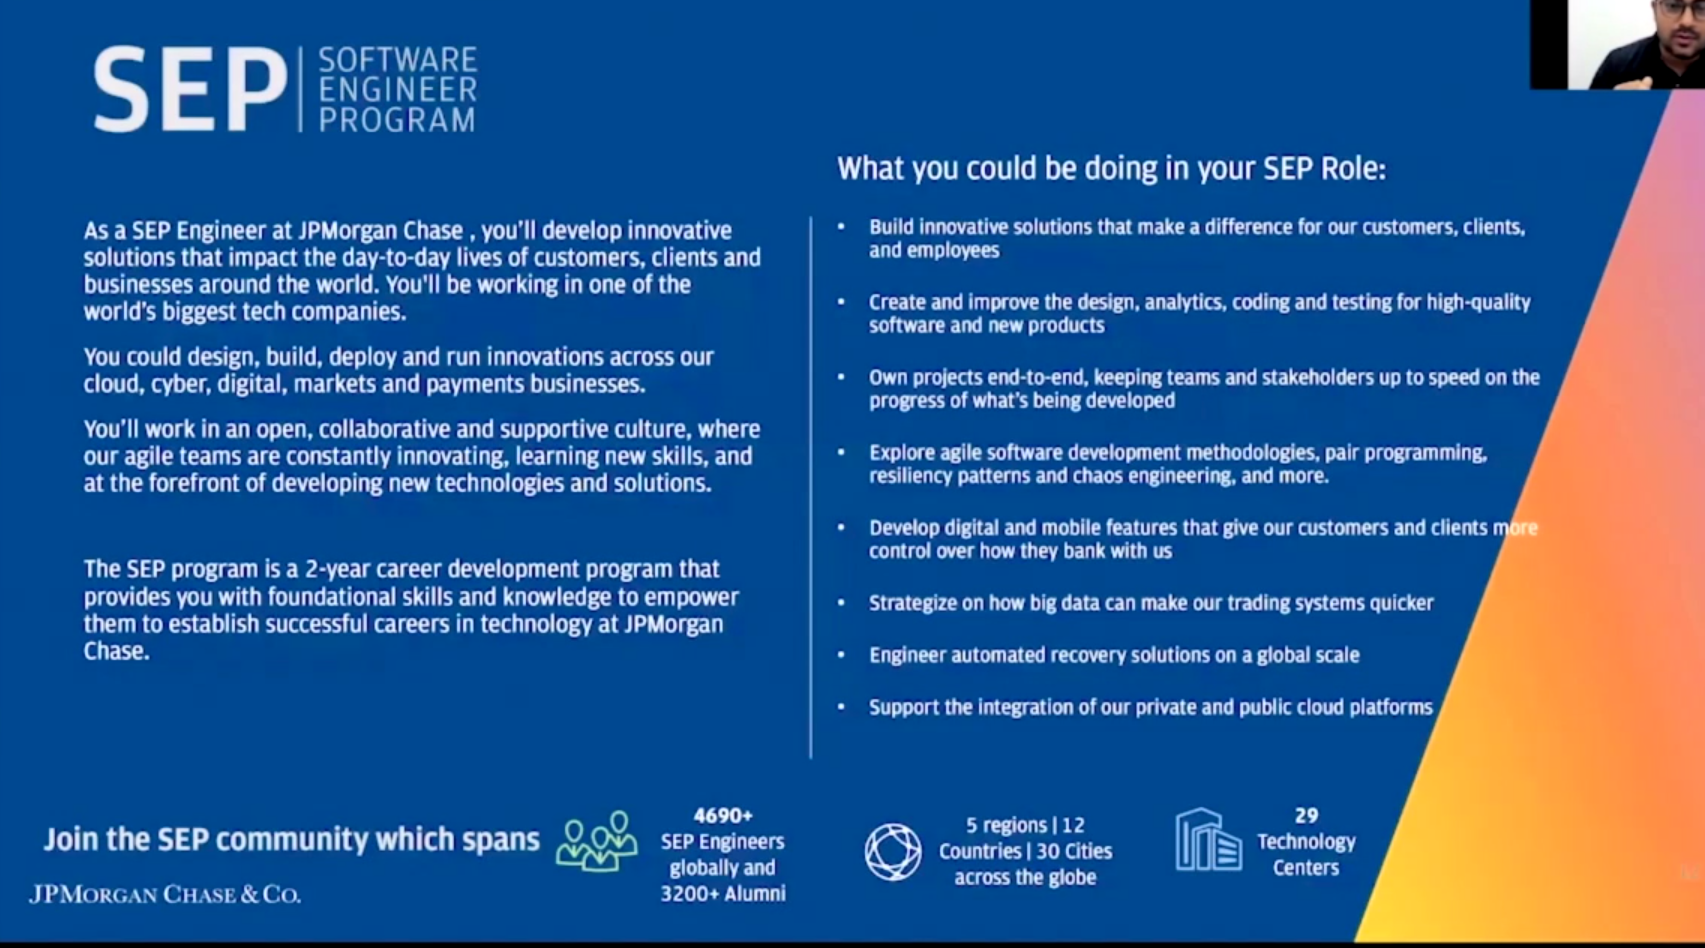 SEP
SOFTWARE
ENGINEER
PROGRAM
As a SEP Engineer at JPMorgan Chase , you'll develop innovative
solutions that impact the day-to-day lives of customers, clients and
businesses around the world. You'll be working in one of the
world's biggest tech companies.
You could design, build, deploy and run innovations across our
cloud, cyber, digital, markets and payments businesses.
You'll work in an open, collaborative and supportive culture, where
our agile teams are constantly innovating, learning new skills, and
at the forefront of developing new technologies and solutions.
The SEP program is a 2-year career development program that
provides you with foundational skills and knowledge to empower
them to establish successful careers in technology at JPMorgan
Chase.
What you could be doing in your SEP Role:
• Build innovative solutions that make a difference for our customers, clients,
and employees
• Create and improve the design, analytics, coding and testing for high-quality
software and new products
• Own projects end-to-end, keeping teams and stakeholders up to speed on the
progress of what's being developed
• Explore agile software development methodologies, pair programming,
resiliency patterns and chaos engineering, and more.
• Develop digital and mobile features that give our customers and clients more
control over how they bank with us
• Strategize on how big data can make our trading systems quicker
• Engineer automated recovery solutions on a global scale
• Support the integration of our private and public cloud platforms
Join the SEP community which spans
4690+
SEP Engineers
globally and
3200+ Alumni
5 regions | 12
Countries | 30 Cities
across the globe
29
Technology
Centers
JPMORGAN CHASE & CO.